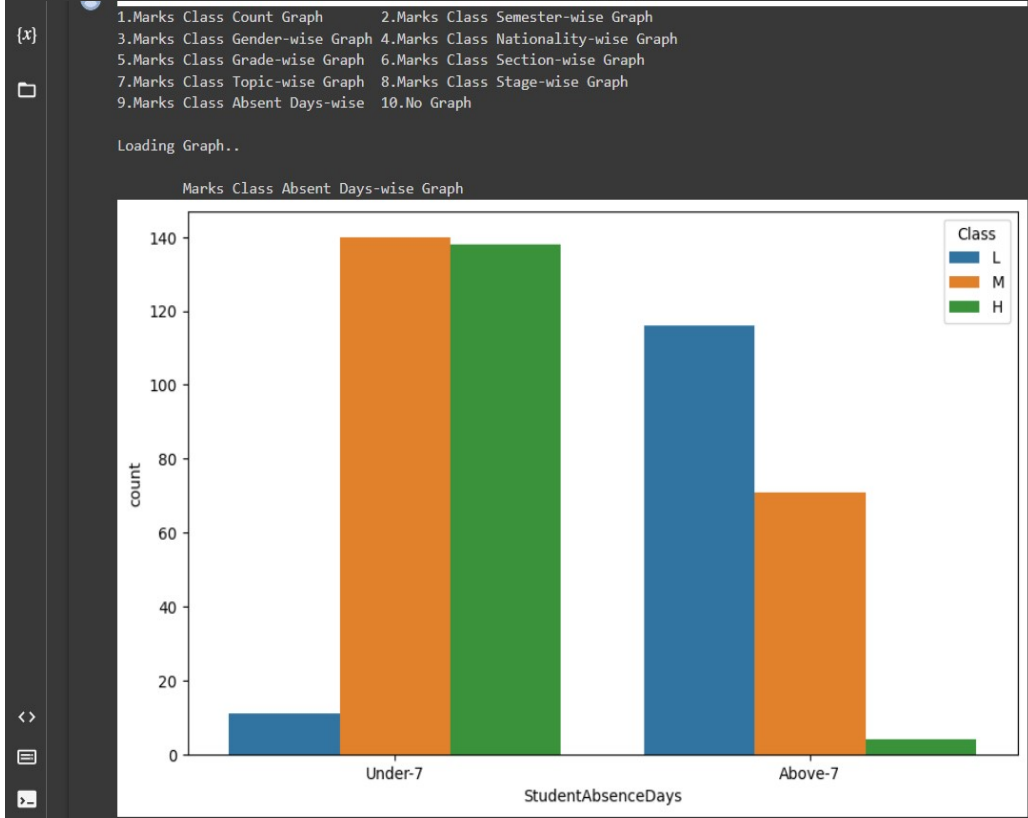 {x}
1.Marks Class Count Graph 2.Marks Class Semester-wise Graph
3.Marks Class Gender-wise Graph 4.Marks Class Nationality-wise Graph
5.Marks Class Grade-wise Graph 6.Marks Class Section-wise Graph
7.Marks Class Topic-wise Graph 8.Marks Class Stage-wise Graph
9.Marks Class Absent Days-wise 10.No Graph
Loading Graph..
Marks Class Absent Days-wise Graph
Class
L
M
H
140
120
100
80
60
40
20
0
count
Under-7 Above-7
StudentAbsenceDays